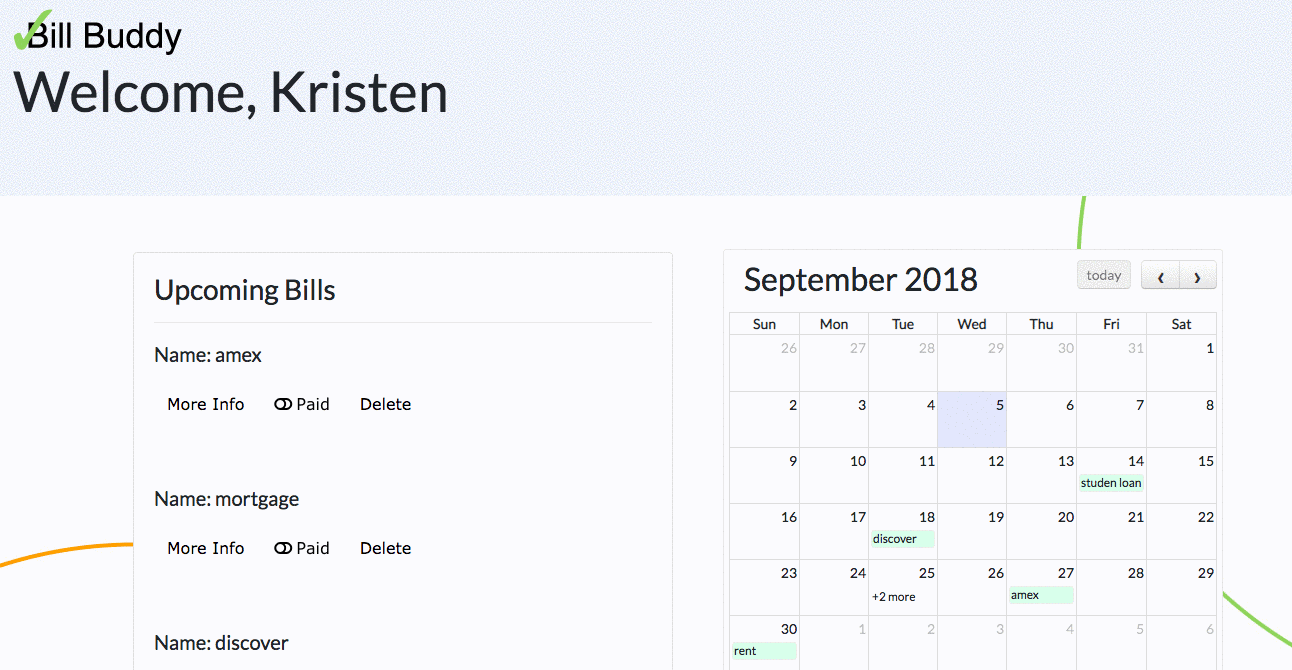 Bill Buddy
Welcome, Kristen
Upcoming Bills
Name: amex
More Info Paid Delete
Name: mortgage
More Info Paid Delete
Name: discover
September 2018
today ‹ ›
Sun Mon Tue Wed Thu Fri Sat
26 27 28 29 30 31 1
2 3 4 5 6 7 8
9 10 11 12 13 14 15
studen loan
16 17 18 19 20 21 22
discover
23 24 25 26 27 28 29
+2 more amex
30 1 2 3 4 5 6
rent